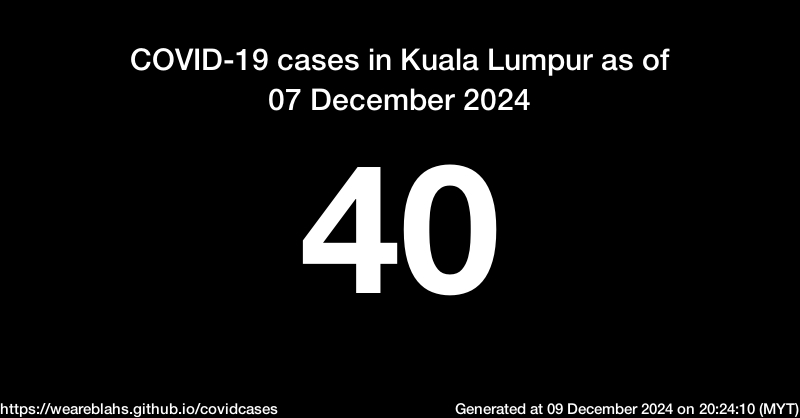 COVID-19 cases in Kuala Lumpur as of
07 December 2024
40
https://weareblahs.github.io/covidcases
Generated at 09 December 2024 on 20:24:10 (MYT)